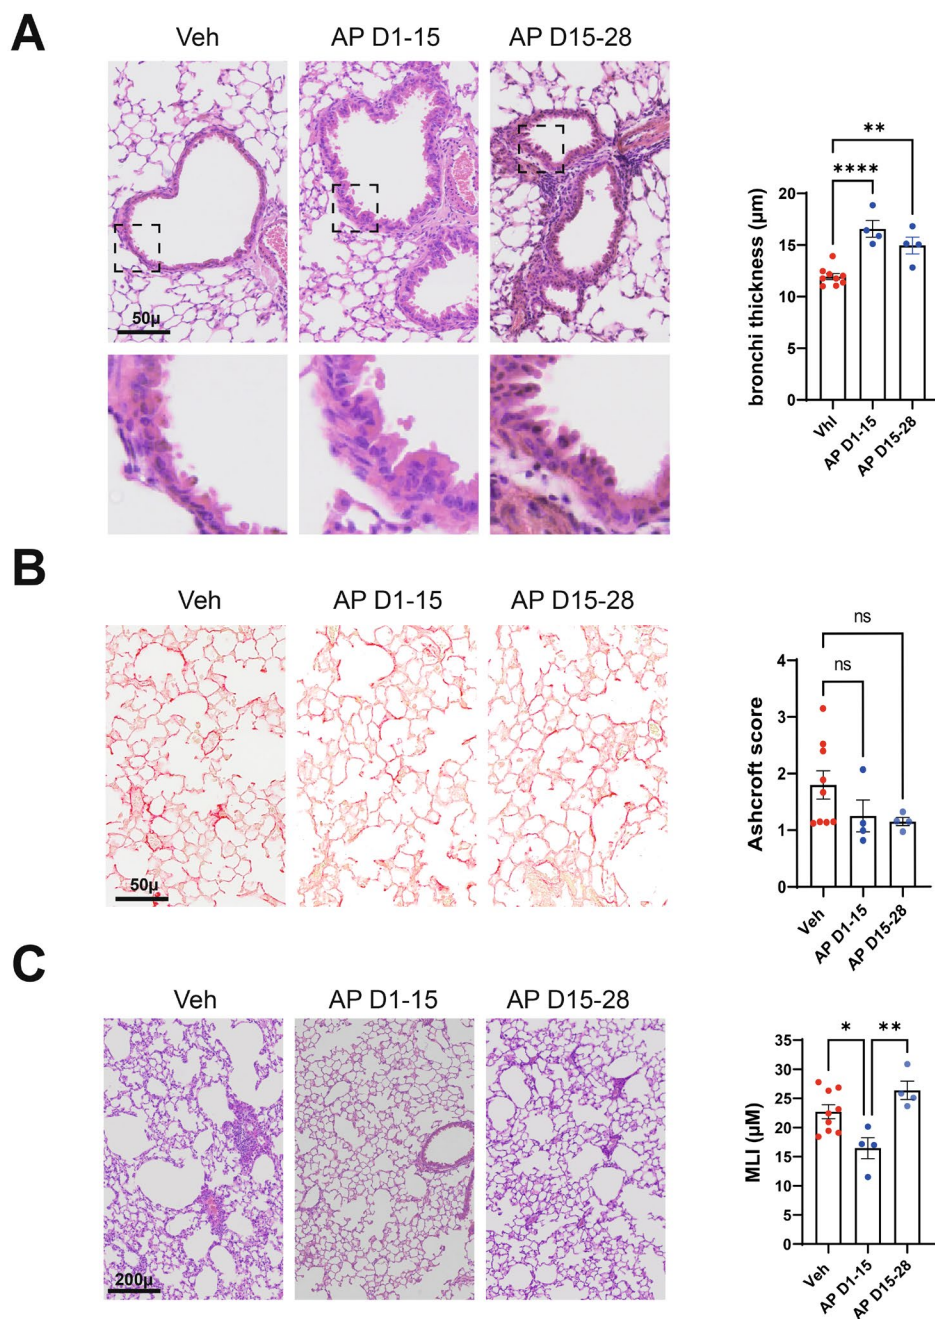 A
Veh
AP D1-15
AP D15-28
50µ
bronchi thickness (µm)
**
****
20
15
10
5
0
Vhl
AP D1-15
AP D15-28
B
Veh
AP D1-15
AP D15-28
50µ
Ashcroft score
ns
ns
4
3
2
1
0
Veh
AP D1-15
AP D15-28
C
Veh
AP D1-15
AP D15-28
200µ
MLI (µM)
*
**
35
30
25
20
15
10
5
0
Veh
AP D1-15
AP D15-28